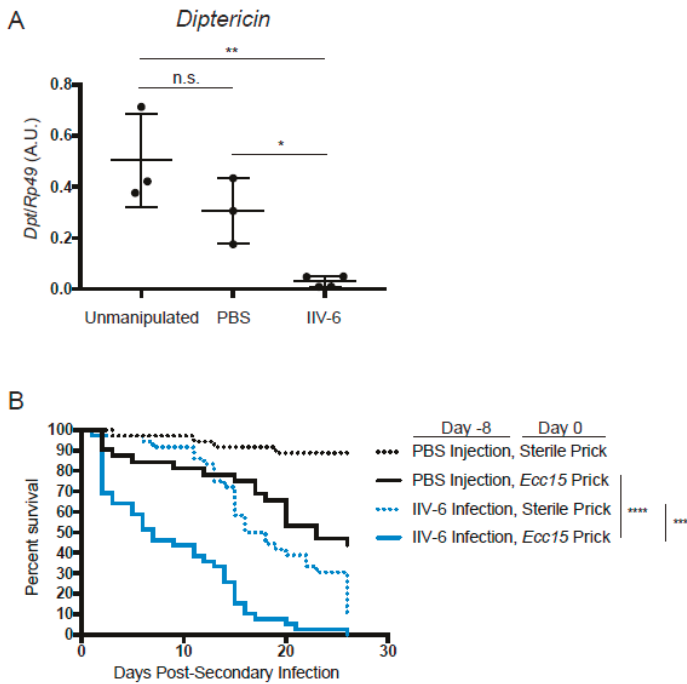 A
Diptericin
**
n.s.
*
0.8
0.6
0.4
0.2
0.0
Dpt/Rp49 (A.U.)
Unmanipulated PBS IIV-6
B
Day -8 Day 0
PBS Injection, Sterile Prick
PBS Injection, Ecc15 Prick
IIV-6 Infection, Sterile Prick
IIV-6 Infection, Ecc15 Prick
****
***
100
90
80
70
60
50
40
30
20
10
0
Percent survival
0 10 20 30
Days Post-Secondary Infection